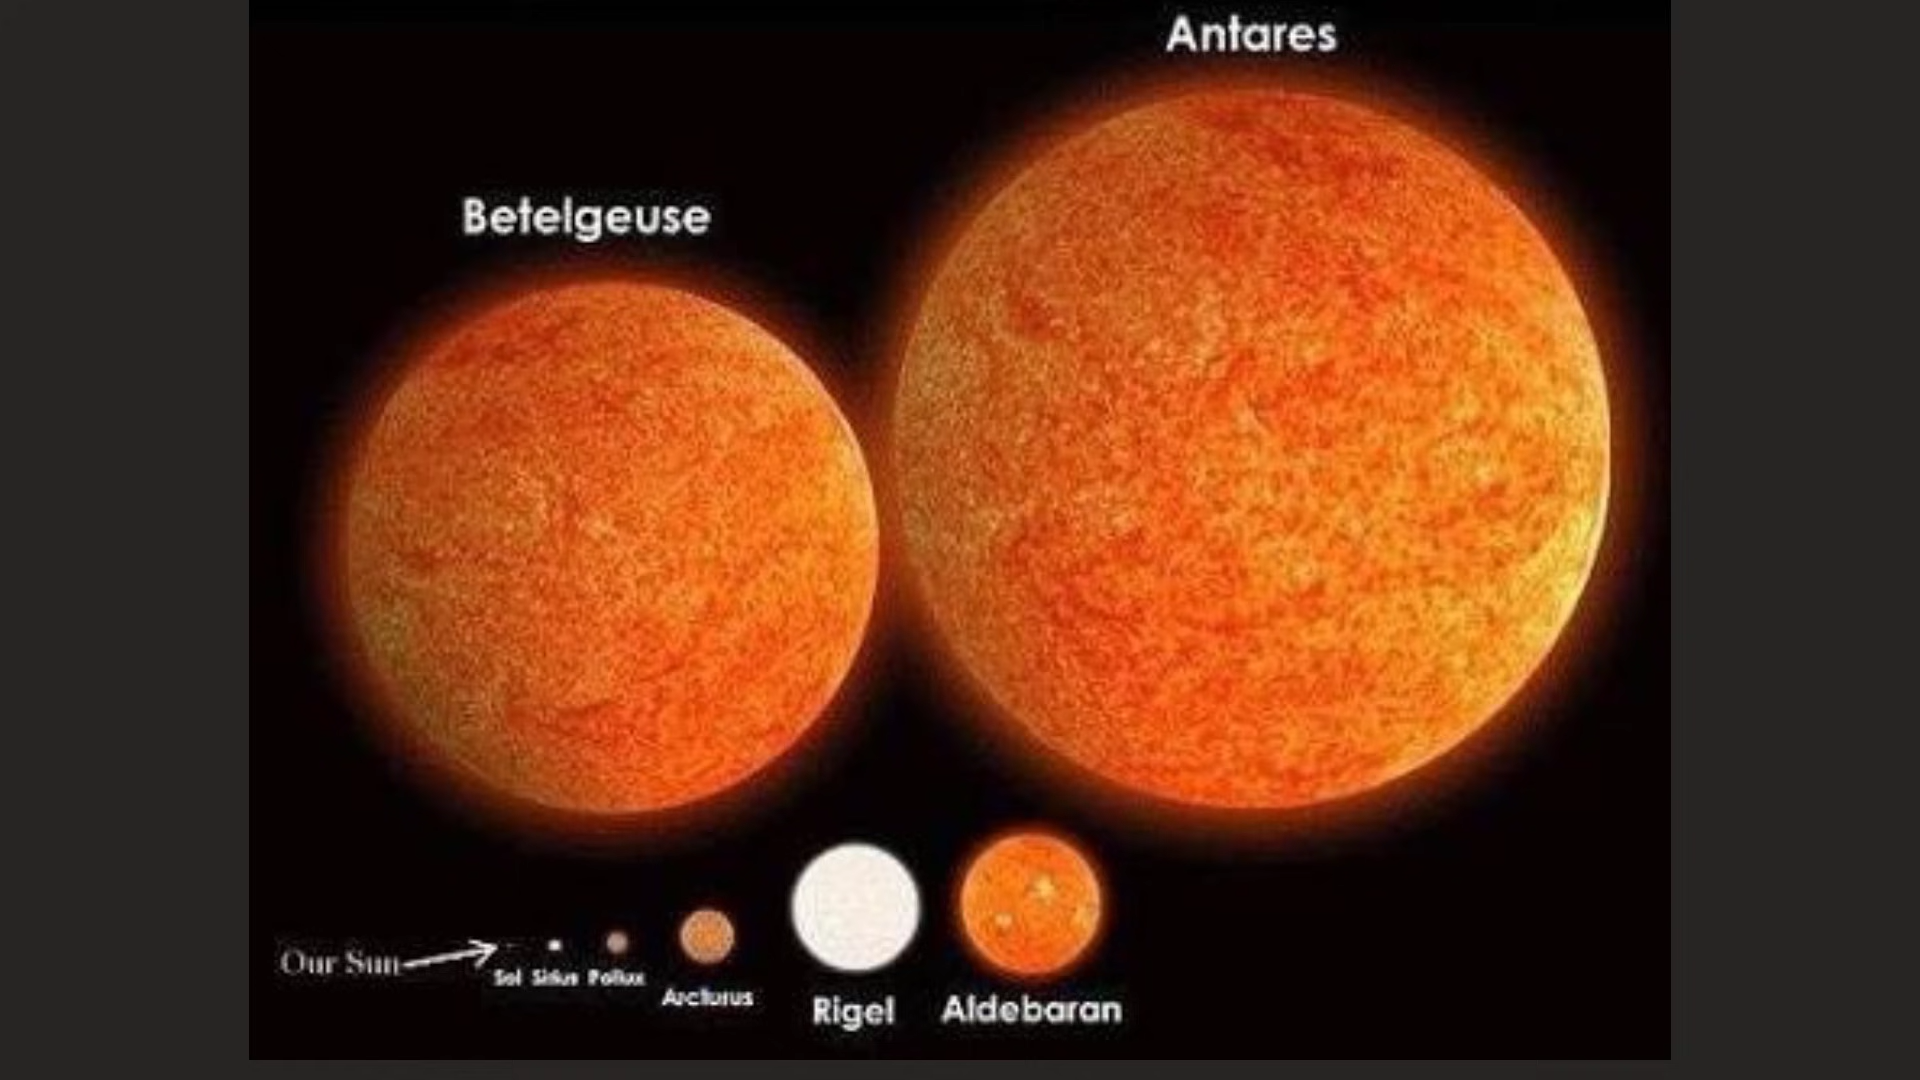 Antares
Betelgeuse
Our Sun
Sol Sirius Pollux
Arcturus
Rigel
Aldebaran